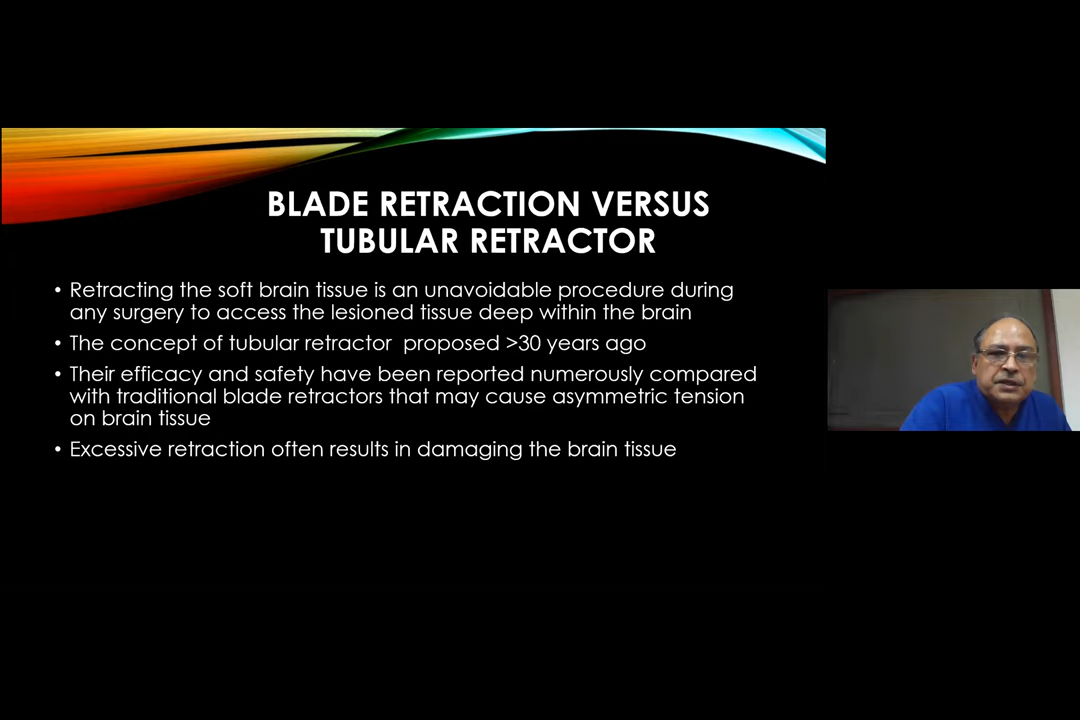 BLADE RETRACTION VERSUS
TUBULAR RETRACTOR
• Retracting the soft brain tissue is an unavoidable procedure during
any surgery to access the lesioned tissue deep within the brain
• The concept of tubular retractor proposed >30 years ago
• Their efficacy and safety have been reported numerously compared
with traditional blade retractors that may cause asymmetric tension
on brain tissue
• Excessive retraction often results in damaging the brain tissue